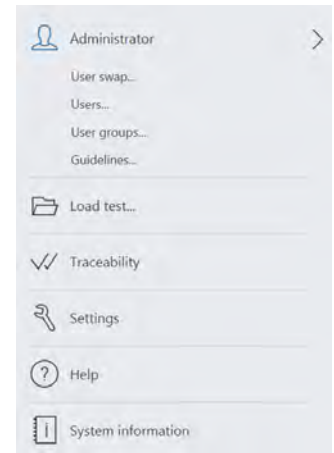 Administrator
User swap...
Users...
User groups...
Guidelines...
Load test...
Traceability
Settings
Help
System information